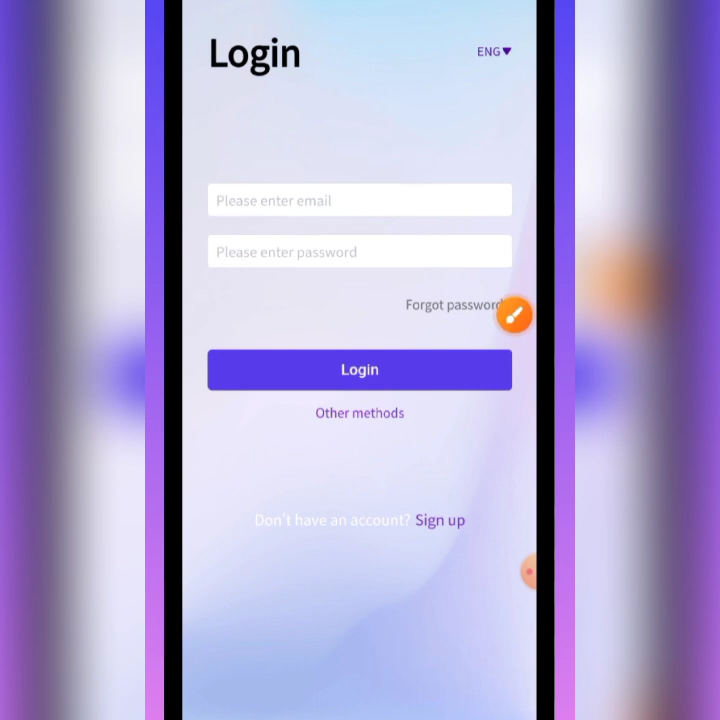 Login
ENG▼
Please enter email
Please enter password
Forgot password
Login
Other methods
Don't have an account? Sign up